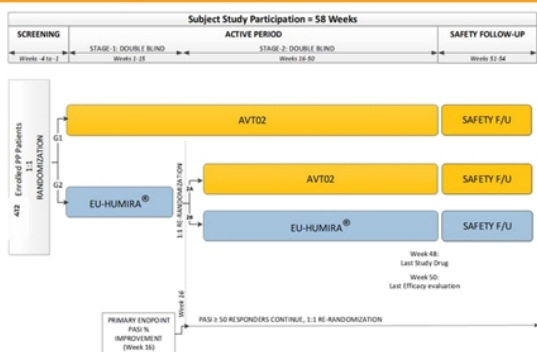 Subject Study Participation = 58 Weeks
SCREENING
ACTIVE PERIOD
SAFETY FOLLOW-UP
STAGE-1: DOUBLE BLIND
STAGE-2: DOUBLE BLIND
Weeks -4 to -1
Weeks 1-15
Weeks 16-50
Weeks 51-54
412 Enrolled PP Patients
1:1
RANDOMIZATION
G1
AVT02
SAFETY F/U
G2
EU-HUMIRA®
1:1 RE-RANDOMIZATION
2A
AVT02
SAFETY F/U
2B
EU-HUMIRA®
SAFETY F/U
Week 48:
Last Study Drug
Week 50:
Last Efficacy evaluation
Week 16
PRIMARY ENDPOINT
PASI %
IMPROVEMENT
(Week 16)
PASI ≥ 50 RESPONDERS CONTINUE, 1:1 RE-RANDOMIZATION